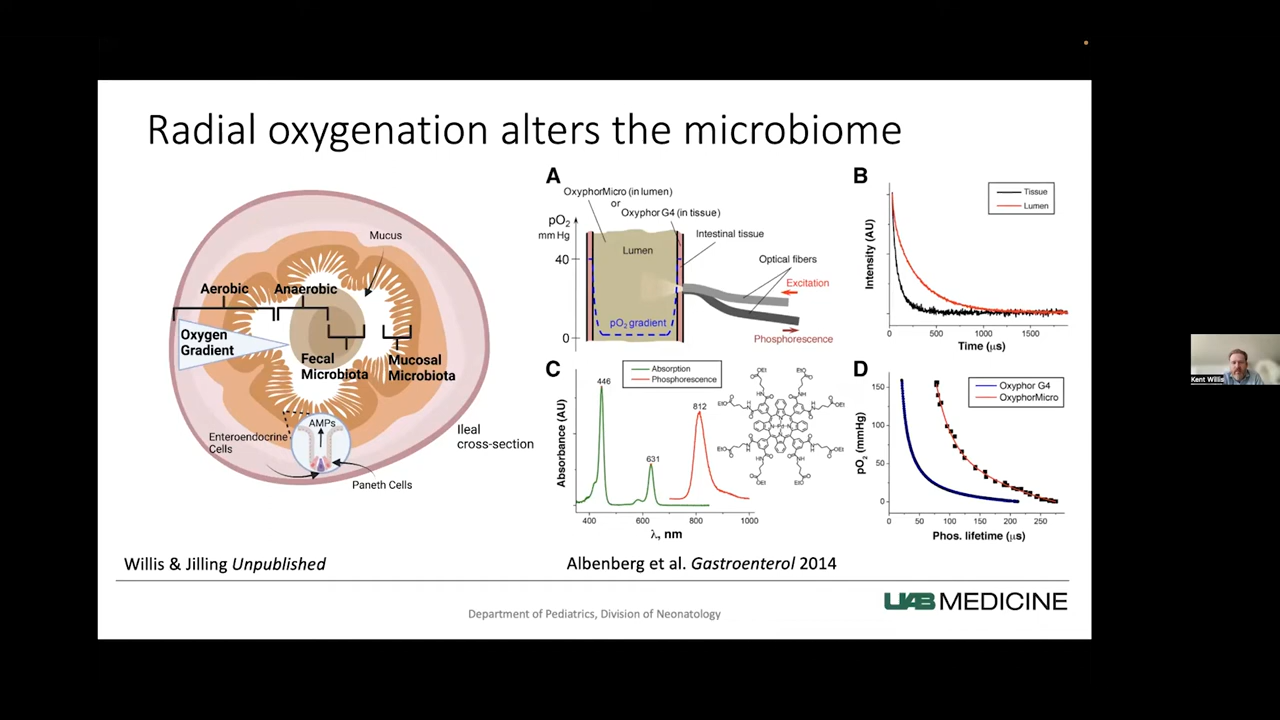 Radial oxygenation alters the microbiome
Mucus
Aerobic
Anaerobic
Oxygen
Gradient
Fecal
Microbiota
Mucosal
Microbiota
AMPs
Enteroendocrine
Cells
Ileal
cross-section
Paneth Cells
A
OxyphorMicro (in lumen)
or
Oxyphor G4 (in tissue)
pO2
mm Hg
Intestinal tissue
Lumen
Optical fibers
40
Excitation
pO2 gradient
0
Phosphorescence
B
Tissue
Lumen
Intensity (AU)
0 500 1000 1500
Time (μs)
C
Absorption
Phosphorescence
446
812
631
Absorbance (AU)
400 600 800 1000
λ, nm
OEt
D
Oxyphor G4
OxyphorMicro
pO2 (mmHg)
150
100
50
0
0 50 100 150 200 250
Phos. lifetime (μs)
Willis & Jilling Unpublished
Albenberg et al. Gastroenterol 2014
Department of Pediatrics, Division of Neonatology
UAB MEDICINE
Kent Willis